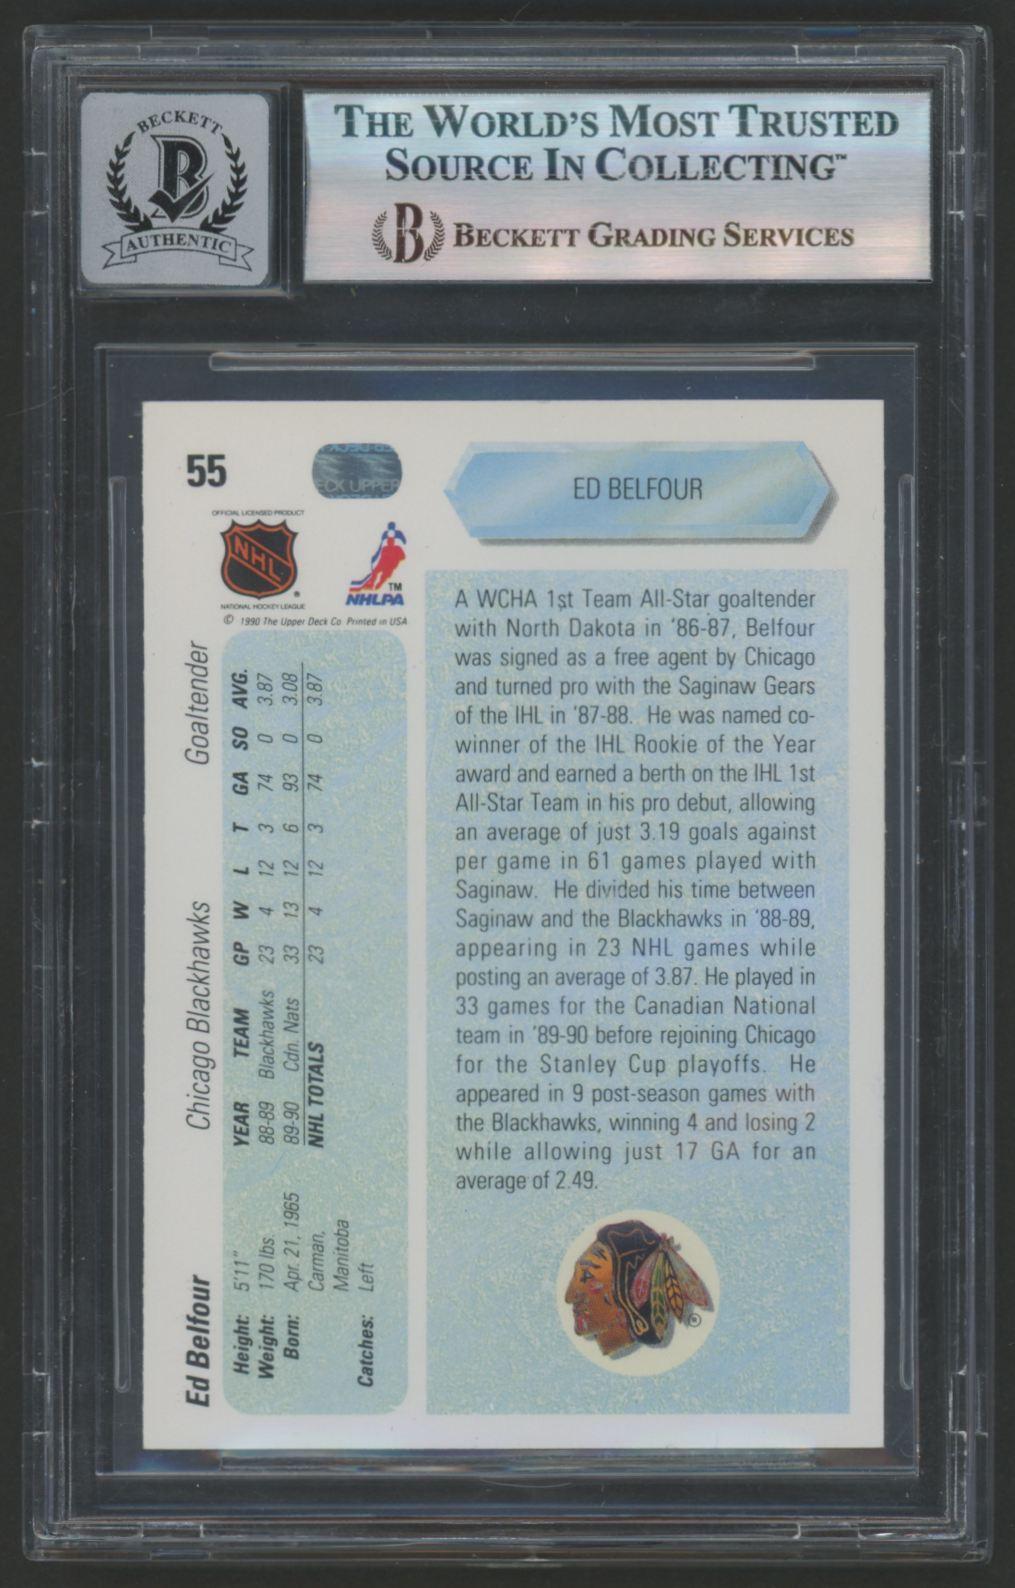 BECKETT
B
AUTHENTIC
THE WORLD'S MOST TRUSTED
SOURCE IN COLLECTING™
B BECKETT GRADING SERVICES
55
ECK UPPER
ED BELFOUR
OFFICIAL LICENSED PRODUCT
NHL
®
NATIONAL HOCKEY LEAGUE
TM
NHLPA
© 1990 The Upper Deck Co. Printed in USA
A WCHA 1st Team All-Star goaltender
with North Dakota in '86-87, Belfour
was signed as a free agent by Chicago
and turned pro with the Saginaw Gears
of the IHL in '87-88. He was named co-
winner of the IHL Rookie of the Year
award and earned a berth on the IHL 1st
All-Star Team in his pro debut, allowing
an average of just 3.19 goals against
per game in 61 games played with
Saginaw. He divided his time between
Saginaw and the Blackhawks in '88-89,
appearing in 23 NHL games while
posting an average of 3.87. He played in
33 games for the Canadian National
team in '89-90 before rejoining Chicago
for the Stanley Cup playoffs. He
appeared in 9 post-season games with
the Blackhawks, winning 4 and losing 2
while allowing just 17 GA for an
average of 2.49.
®
Ed Belfour Chicago Blackhawks Goaltender
Height: 5'11"
Weight: 170 lbs.
Born: Apr. 21, 1965
Carman,
Manitoba
Catches: Left
YEAR TEAM GP W L T GA SO AVG.
88-89 Blackhawks 23 4 12 3 74 0 3.87
89-90 Cdn. Nats 33 13 12 6 93 0 3.08
NHL TOTALS 23 4 12 3 74 0 3.87